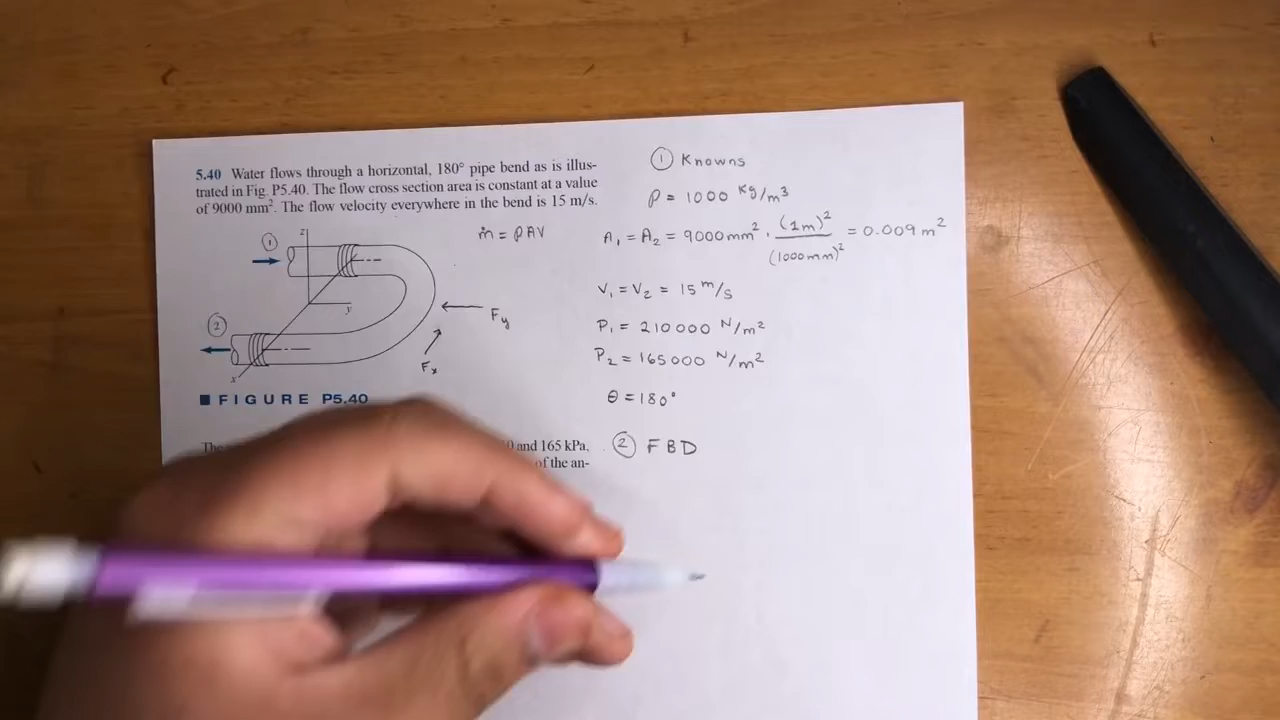 5.40 Water flows through a horizontal, 180° pipe bend as is illus-
trated in Fig. P5.40. The flow cross section area is constant at a value
of 9000 mm². The flow velocity everywhere in the bend is 15 m/s.
ṁ = ρAV
①
z
y
Fy
②
Fx
x
■ FIGURE P5.40
The
and 165 kPa,
of the an-
① Knowns
ρ = 1000 Kg/m³
A₁ = A₂ = 9000mm² · (1m)²/(1000mm)² = 0.009 m²
V₁ = V₂ = 15 m/s
P₁ = 210000 N/m²
P₂ = 165000 N/m²
θ = 180°
② FBD